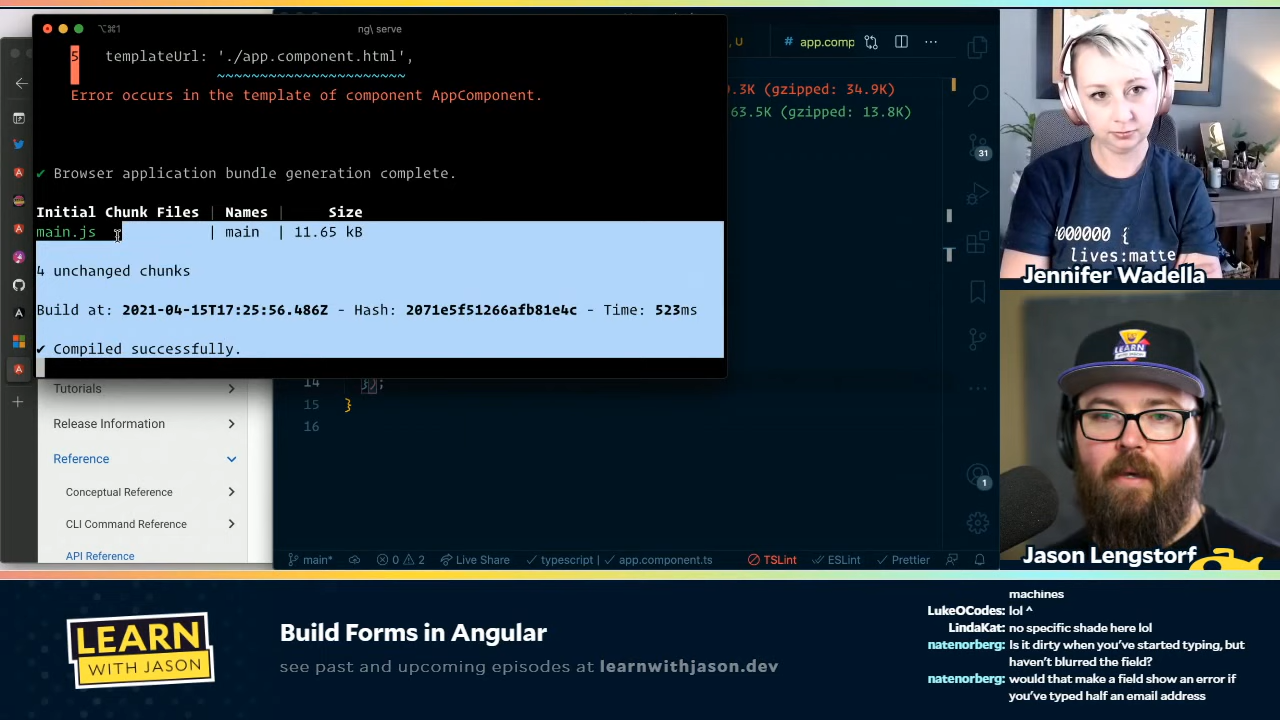 ⌥⌘1
ng\ serve
5 templateUrl: './app.component.html',
~~~~~~~~~~~~~~~~~~~~~~
Error occurs in the template of component AppComponent.
✔ Browser application bundle generation complete.
Initial Chunk Files | Names | Size
main.js | main | 11.65 kB
4 unchanged chunks
Build at: 2021-04-15T17:25:56.486Z - Hash: 2071e5f51266afb81e4c - Time: 523ms
✔ Compiled successfully.
U
# app.comp
.3K (gzipped: 34.9K)
63.5K (gzipped: 13.8K)
14 });
15 }
16
31
1
Tutorials
Release Information
Reference
Conceptual Reference
CLI Command Reference
API Reference
main*
0 2
Live Share
typescript | app.component.ts
TSLint
ESLint
Prettier
000000 {
lives:matte
Jennifer Wadella
LEARN
Jason Lengstorf
LEARN
WITH JASON
Build Forms in Angular
see past and upcoming episodes at learnwithjason.dev
machines
LukeOCodes: lol ^
LindaKat: no specific shade here lol
natenorberg: Is it dirty when you've started typing, but
haven't blurred the field?
natenorberg: would that make a field show an error if
you've typed half an email address